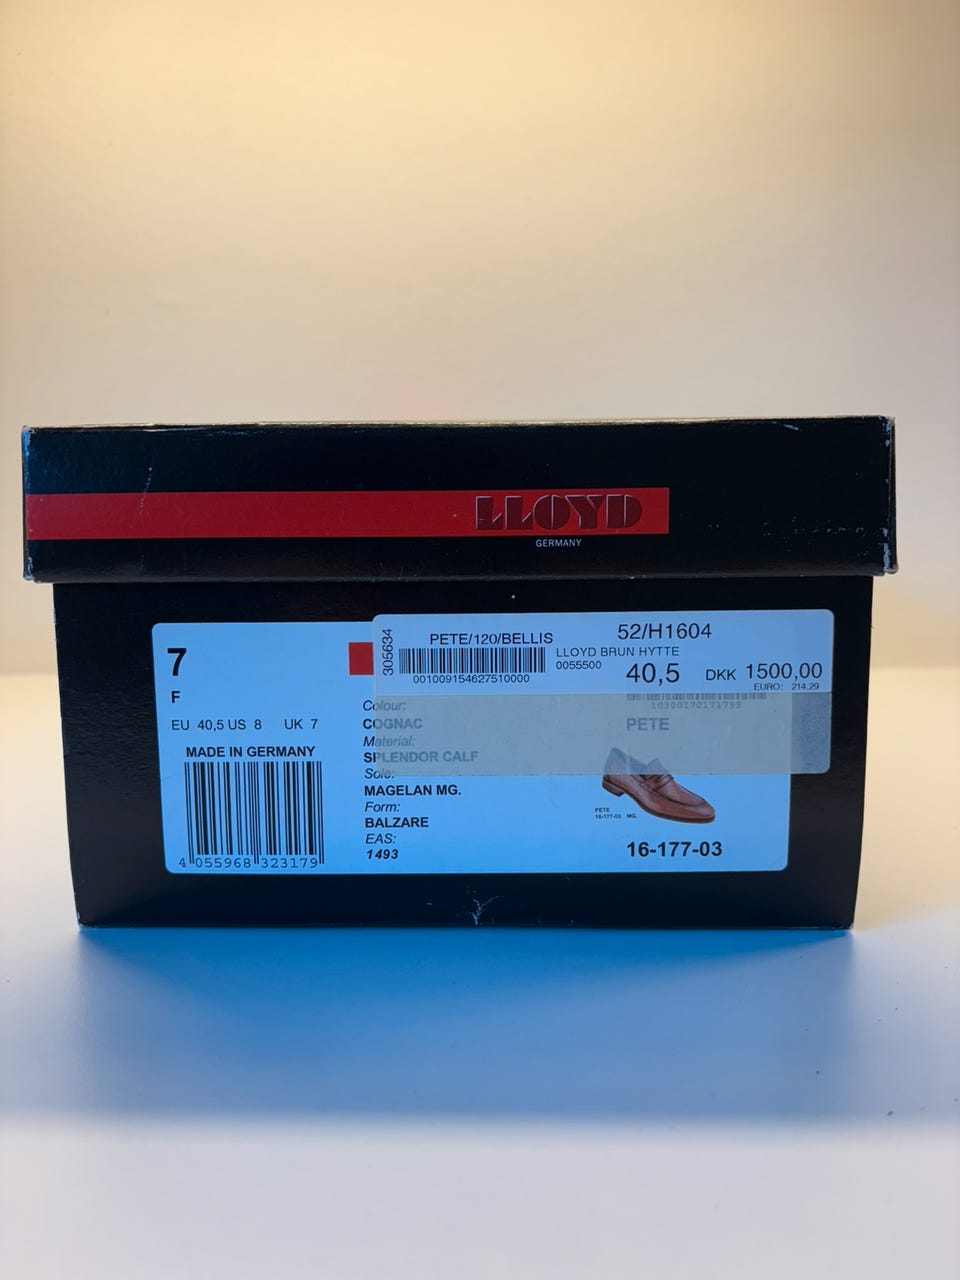 LLOYD
GERMANY
7
F
EU 40,5 US 8 UK 7
MADE IN GERMANY
4 055968 323179
305634
PETE/120/BELLIS
52/H1604
LLOYD BRUN HYTTE
0055500
001009154627510000
40,5 DKK 1500,00
EURO: 214,29
Colour:
COGNAC
Material:
SPLENDOR CALF
Sole:
MAGELAN MG.
Form:
BALZARE
EAS:
1493
PETE
PETE
16-177-03 MG.
16-177-03